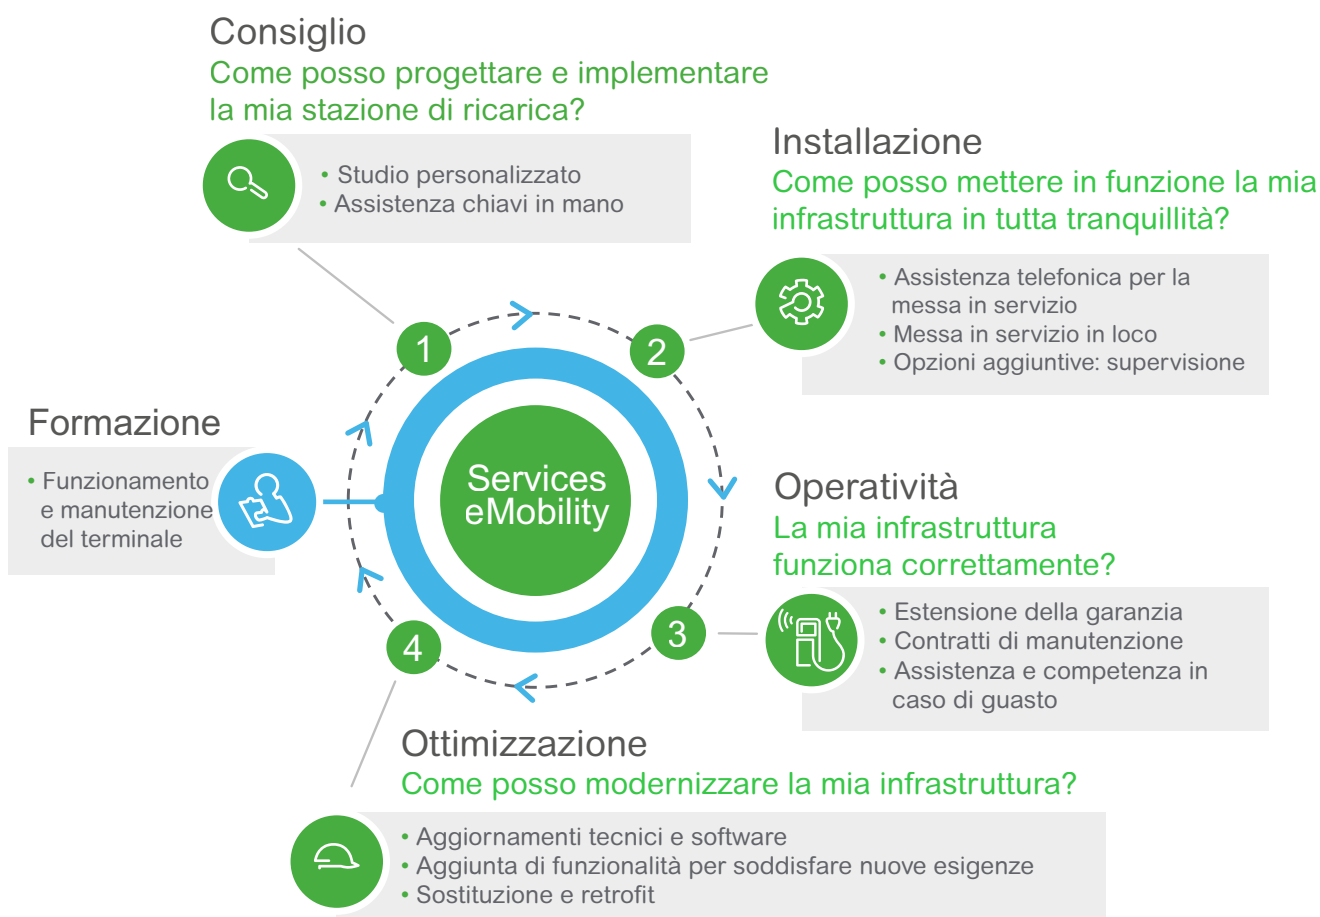 Consiglio
Come posso progettare e implementare
la mia stazione di ricarica?
• Studio personalizzato
• Assistenza chiavi in mano
Installazione
Come posso mettere in funzione la mia
infrastruttura in tutta tranquillità?
• Assistenza telefonica per la
messa in servizio
• Messa in servizio in loco
• Opzioni aggiuntive: supervisione
1
2
Formazione
• Funzionamento
e manutenzione
del terminale
Services
eMobility
Operatività
La mia infrastruttura
funziona correttamente?
• Estensione della garanzia
• Contratti di manutenzione
• Assistenza e competenza in
caso di guasto
3
4
Ottimizzazione
Come posso modernizzare la mia infrastruttura?
• Aggiornamenti tecnici e software
• Aggiunta di funzionalità per soddisfare nuove esigenze
• Sostituzione e retrofit